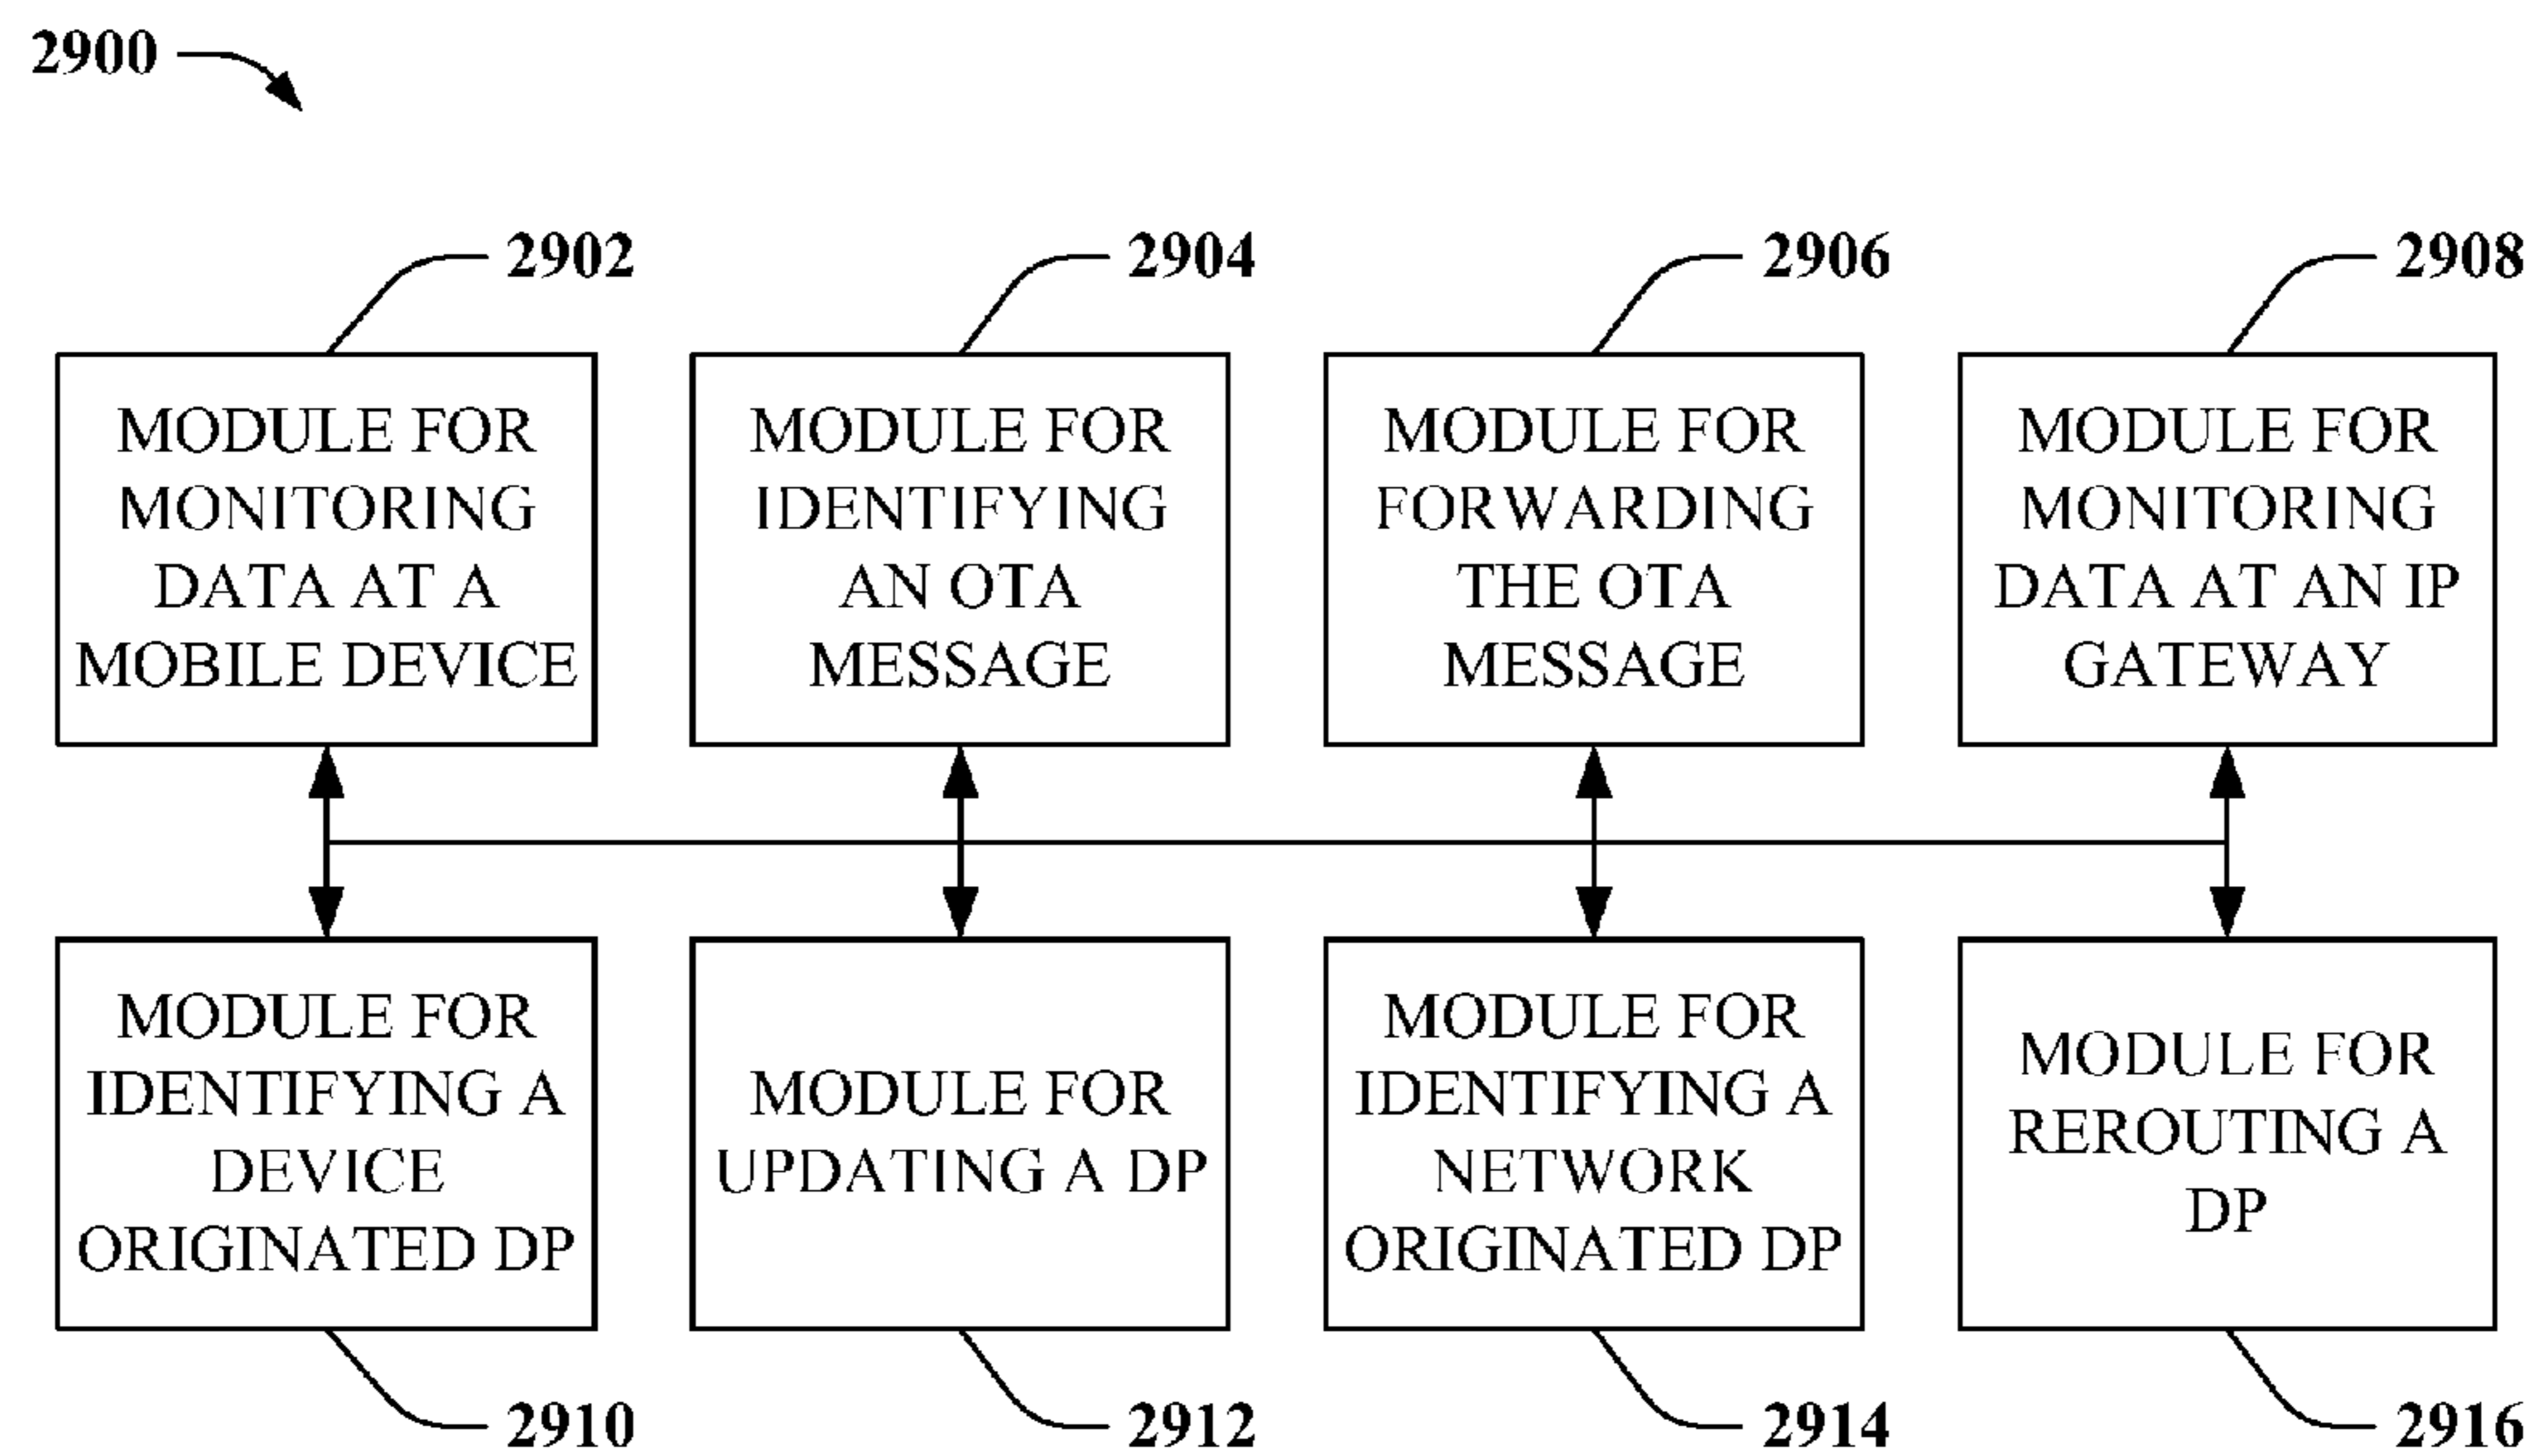 2900
2902
2904
2906
2908
MODULE FOR
MONITORING
DATA AT A
MOBILE DEVICE
MODULE FOR
IDENTIFYING
AN OTA
MESSAGE
MODULE FOR
FORWARDING
THE OTA
MESSAGE
MODULE FOR
MONITORING
DATA AT AN IP
GATEWAY
MODULE FOR
IDENTIFYING A
DEVICE
ORIGINATED DP
MODULE FOR
UPDATING A DP
MODULE FOR
IDENTIFYING A
NETWORK
ORIGINATED DP
MODULE FOR
REROUTING A
DP
2910
2912
2914
2916